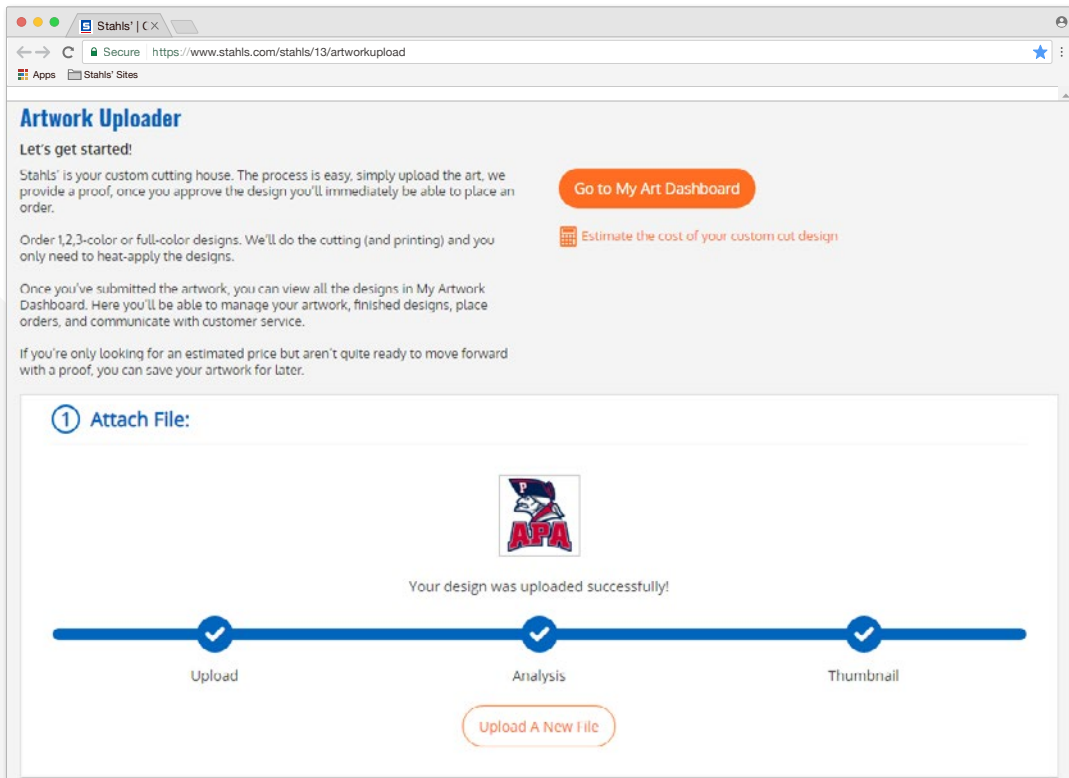 Stahls' | (
Secure https://www.stahls.com/stahls/13/artworkupload
Apps Stahls' Sites
Artwork Uploader
Let's get started!
Stahls' is your custom cutting house. The process is easy, simply upload the art, we
provide a proof, once you approve the design you'll immediately be able to place an
order.
Order 1,2,3-color or full-color designs. We'll do the cutting (and printing) and you
only need to heat-apply the designs.
Once you've submitted the artwork, you can view all the designs in My Artwork
Dashboard. Here you'll be able to manage your artwork, finished designs, place
orders, and communicate with customer service.
If you're only looking for an estimated price but aren't quite ready to move forward
with a proof, you can save your artwork for later.
Go to My Art Dashboard
Estimate the cost of your custom cut design
1 Attach File:
P
APA
Your design was uploaded successfully!
Upload
Analysis
Thumbnail
Upload A New File